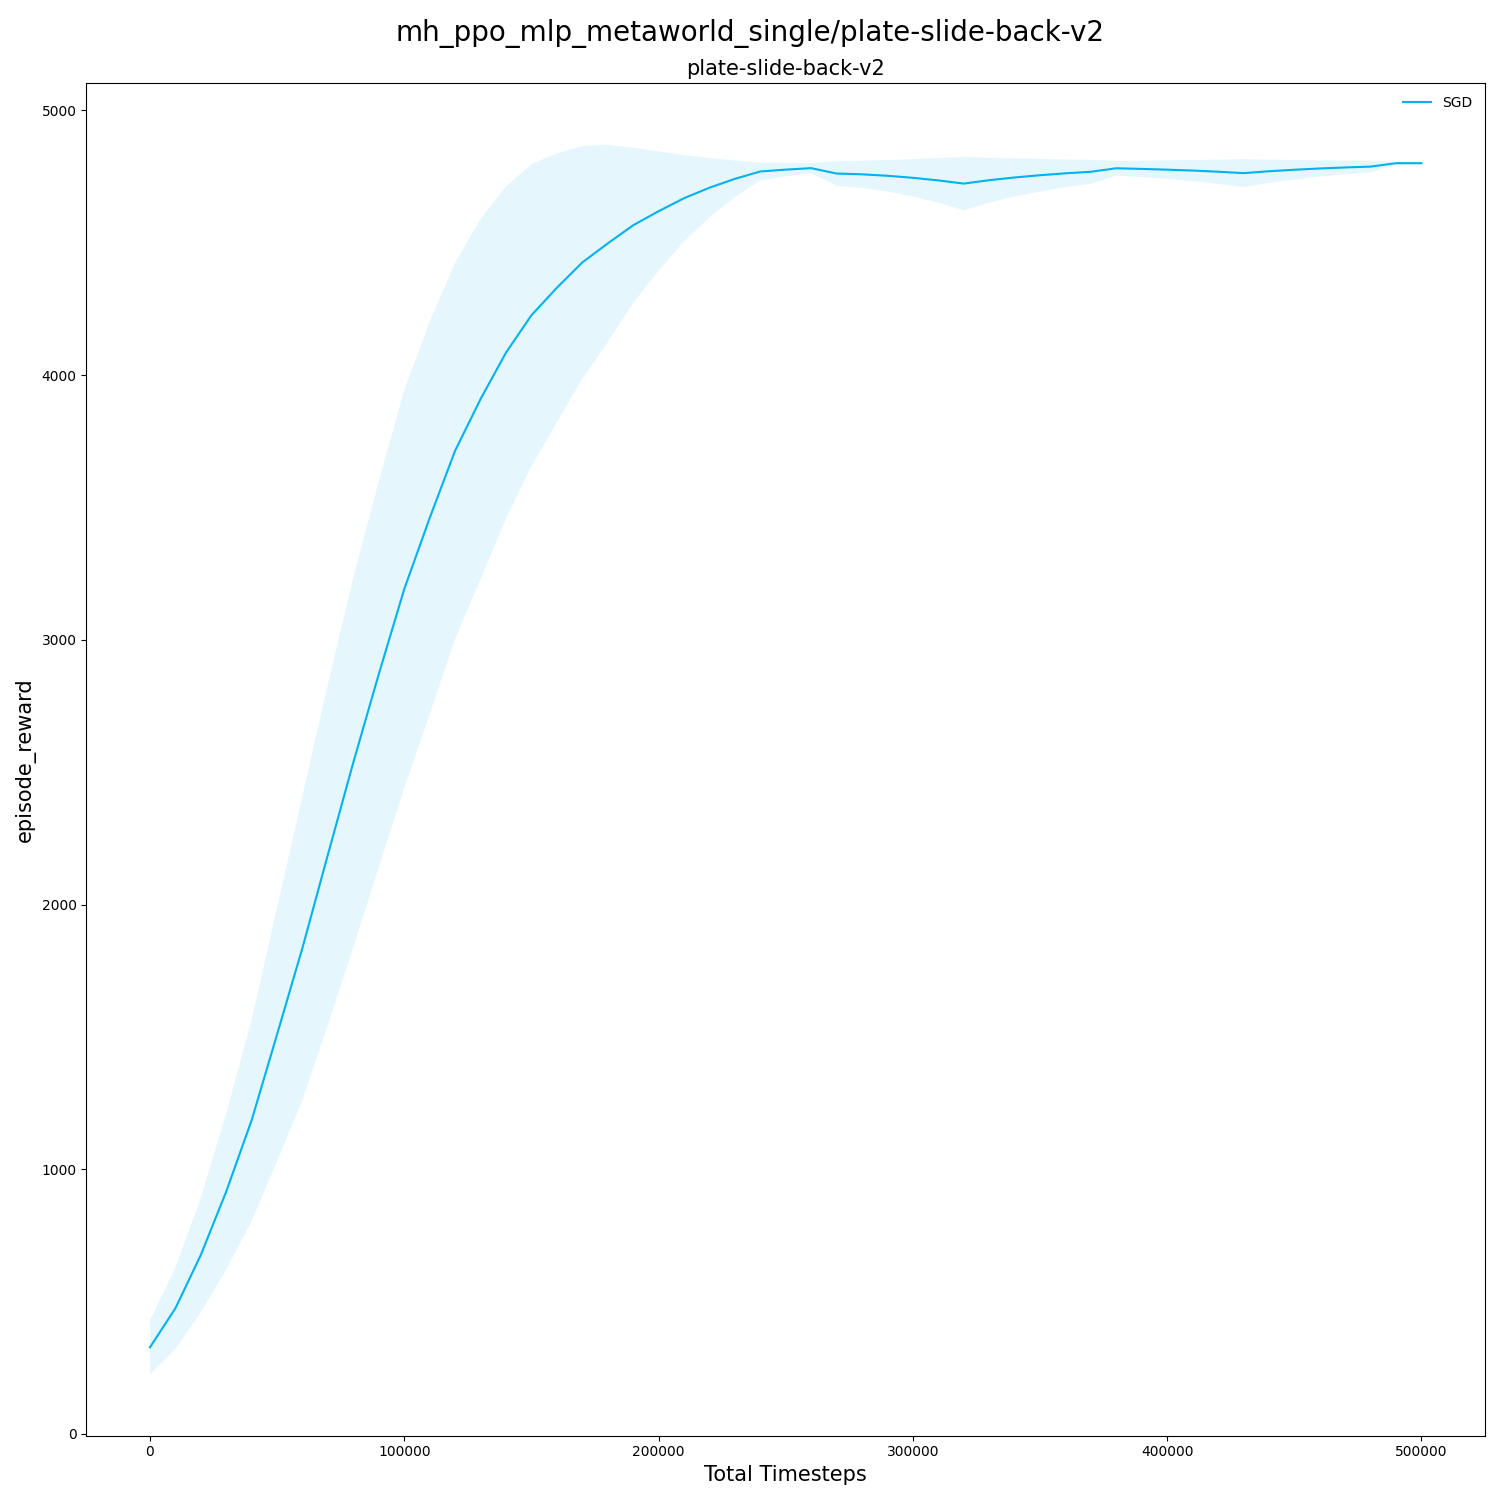 mh_ppo_mlp_metaworld_single/plate-slide-back-v2
plate-slide-back-v2
SGD
5000
4000
3000
2000
1000
0
episode_reward
0 100000 200000 300000 400000 500000
Total Timesteps